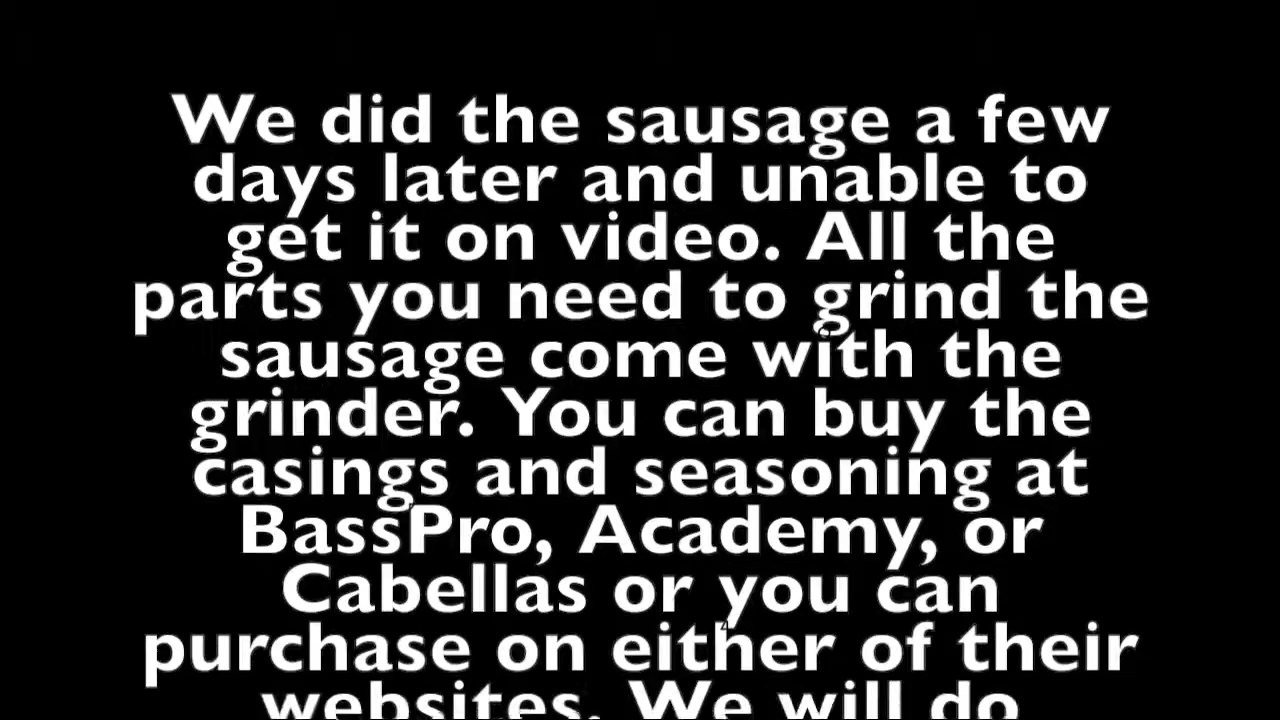 We did the sausage a few
days later and unable to
get it on video. All the
parts you need to grind the
sausage come with the
grinder. You can buy the
casings and seasoning at
BassPro, Academy, or
Cabellas or you can
purchase on either of their
websites. We will do